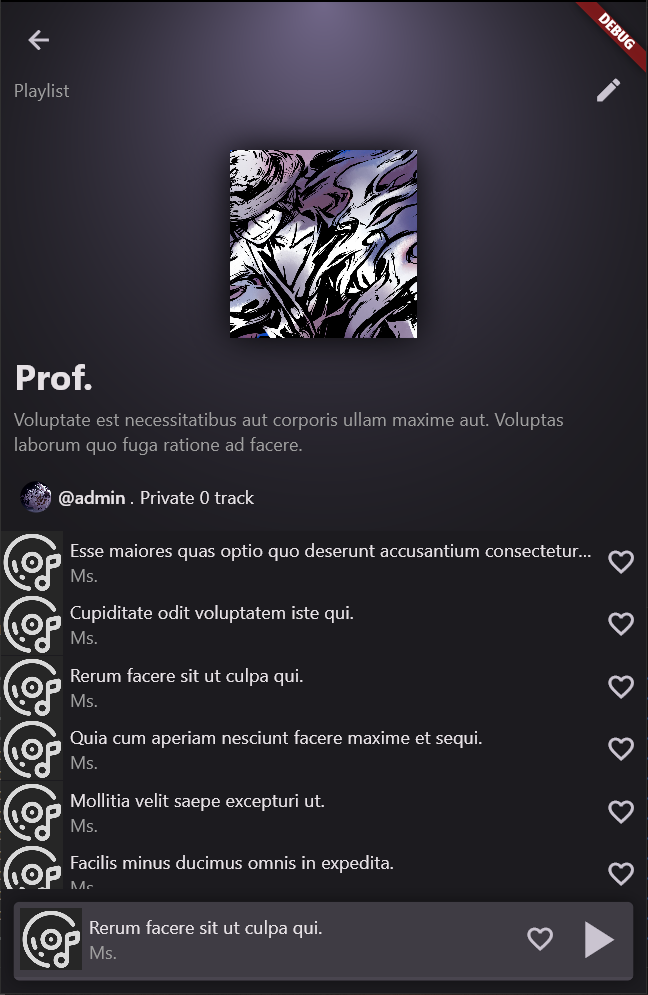 DEBUG
Playlist
Prof.
Voluptate est necessitatibus aut corporis ullam maxime aut. Voluptas
laborum quo fuga ratione ad facere.
@admin . Private 0 track
Esse maiores quas optio quo deserunt accusantium consectetur...
Ms.
Cupiditate odit voluptatem iste qui.
Ms.
Rerum facere sit ut culpa qui.
Ms.
Quia cum aperiam nesciunt facere maxime et sequi.
Ms.
Mollitia velit saepe excepturi ut.
Ms.
Facilis minus ducimus omnis in expedita.
Ms.
Rerum facere sit ut culpa qui.
Ms.